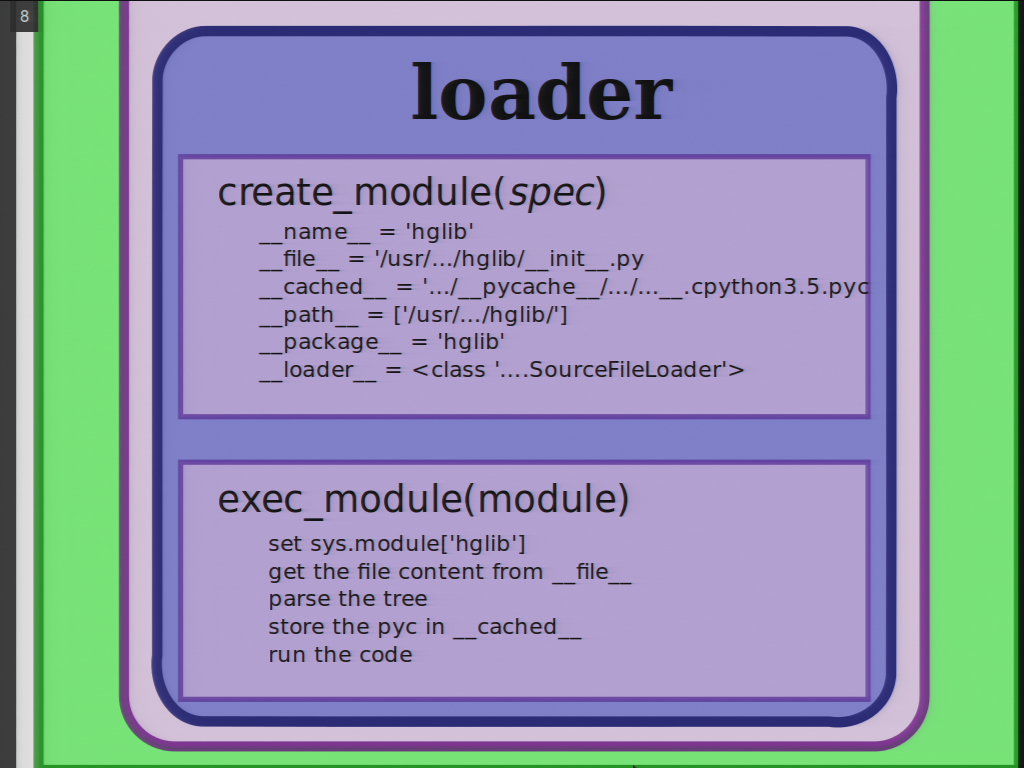 8
loader
create_module(spec)
__name__ = 'hglib'
__file__ = '/usr/.../hglib/__init__.py
__cached__ = '.../__pycache__/.../...__.cpython3.5.pyc
__path__ = ['/usr/.../hglib/']
__package__ = 'hglib'
__loader__ = <class '....SourceFileLoader'>
exec_module(module)
set sys.module['hglib']
get the file content from __file__
parse the tree
store the pyc in __cached__
run the code